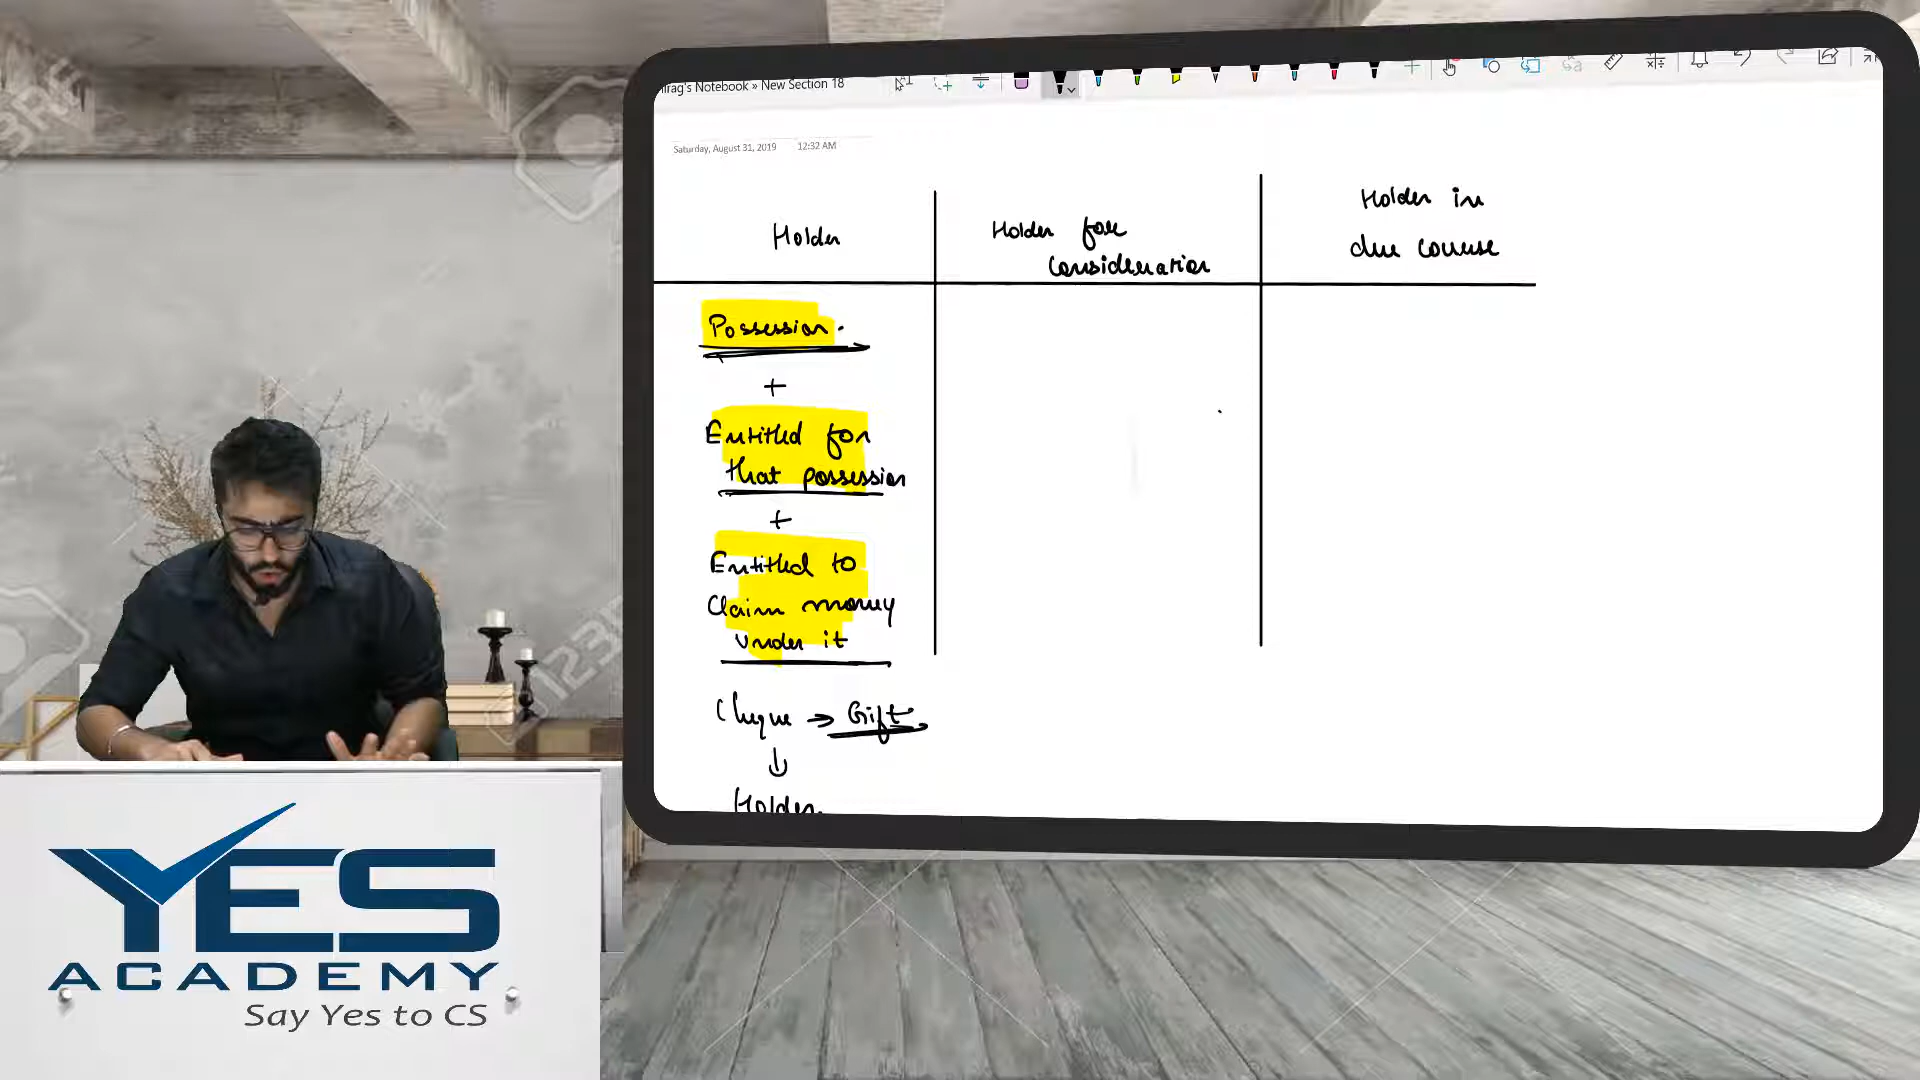 irag's Notebook » New Section 18
Saturday, August 31, 2019 12:32 AM
Holder
Holder for
Consideration
Holder in
due course
Possession.
+
Entitled for
that possession
+
Entitled to
Claim money
under it
Cheque → Gift
↓
Holder.
YES
ACADEMY
Say Yes to CS
123RF